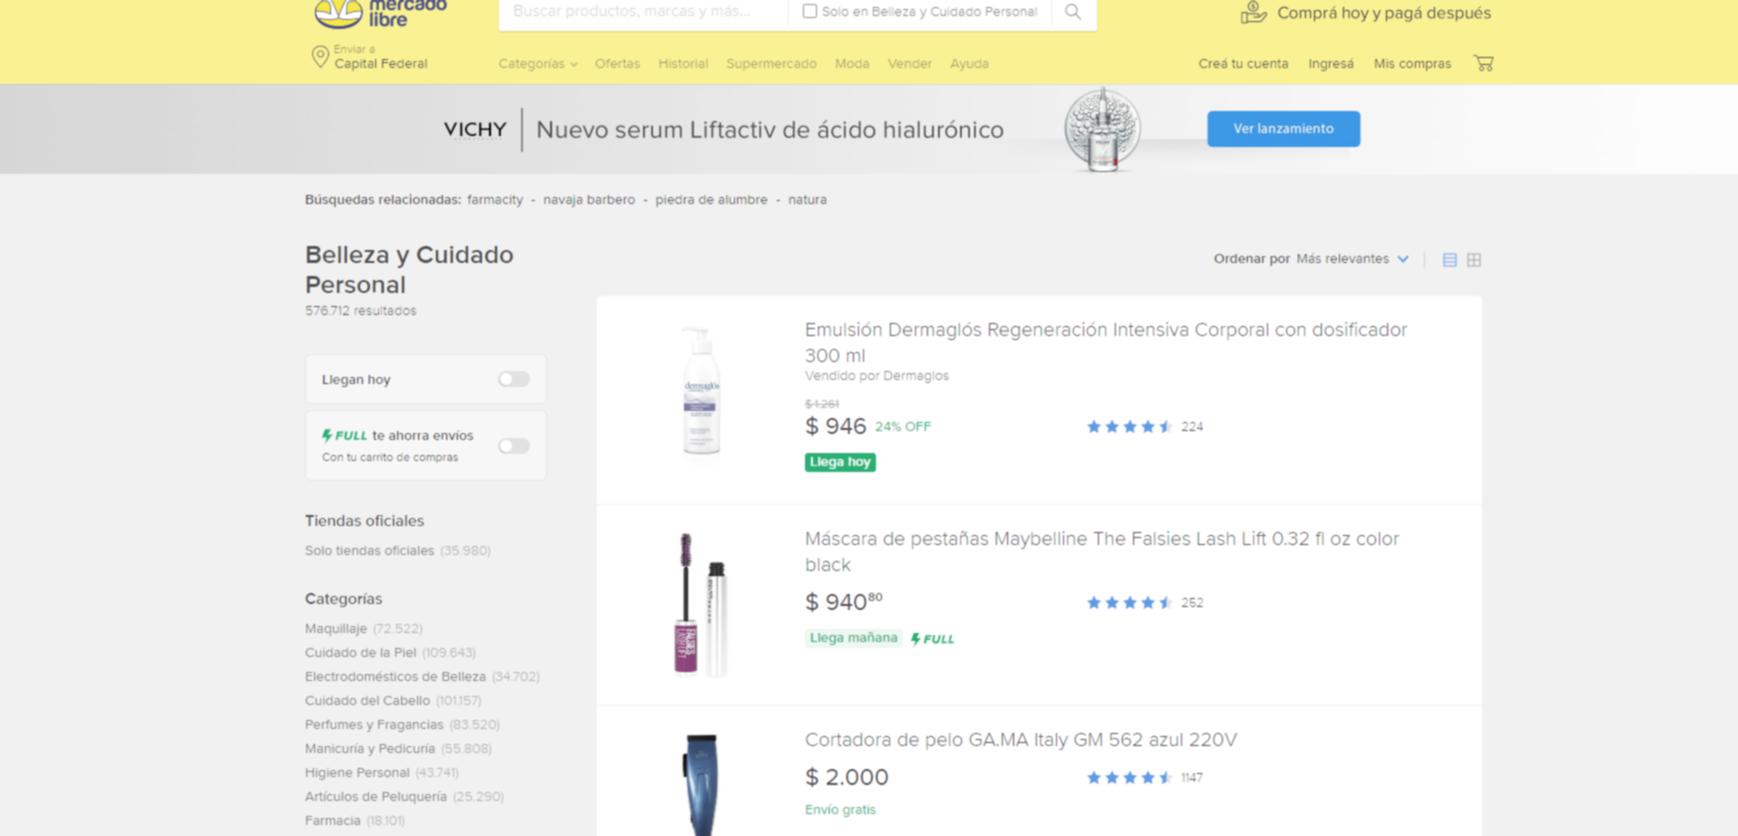 mercado
libre
Buscar productos, marcas y más...
Solo en Belleza y Cuidado Personal
Comprá hoy y pagá después
Enviar a
Capital Federal
Categorías Ofertas Historial Supermercado Moda Vender Ayuda
Creá tu cuenta Ingresá Mis compras
VICHY Nuevo serum Liftactiv de ácido hialurónico
Ver lanzamiento
Búsquedas relacionadas: farmacity - navaja barbero - piedra de alumbre - natura
Belleza y Cuidado
Personal
576.712 resultados
Ordenar por Más relevantes
Llegan hoy
FULL te ahorra envíos
Con tu carrito de compras
Tiendas oficiales
Solo tiendas oficiales (35.980)
Categorías
Maquillaje (72.522)
Cuidado de la Piel (109.643)
Electrodomésticos de Belleza (34.702)
Cuidado del Cabello (101.157)
Perfumes y Fragancias (83.520)
Manicuría y Pedicuría (55.808)
Higiene Personal (43.741)
Artículos de Peluquería (25.290)
Farmacia (18.101)
dermaglós
Emulsión Dermaglós Regeneración Intensiva Corporal con dosificador
300 ml
Vendido por Dermaglos
$ 1.261
$ 946 24% OFF
224
Llega hoy
Máscara de pestañas Maybelline The Falsies Lash Lift 0.32 fl oz color
black
$ 940 80
252
Llega mañana FULL
Cortadora de pelo GA.MA Italy GM 562 azul 220V
$ 2.000
1147
Envío gratis